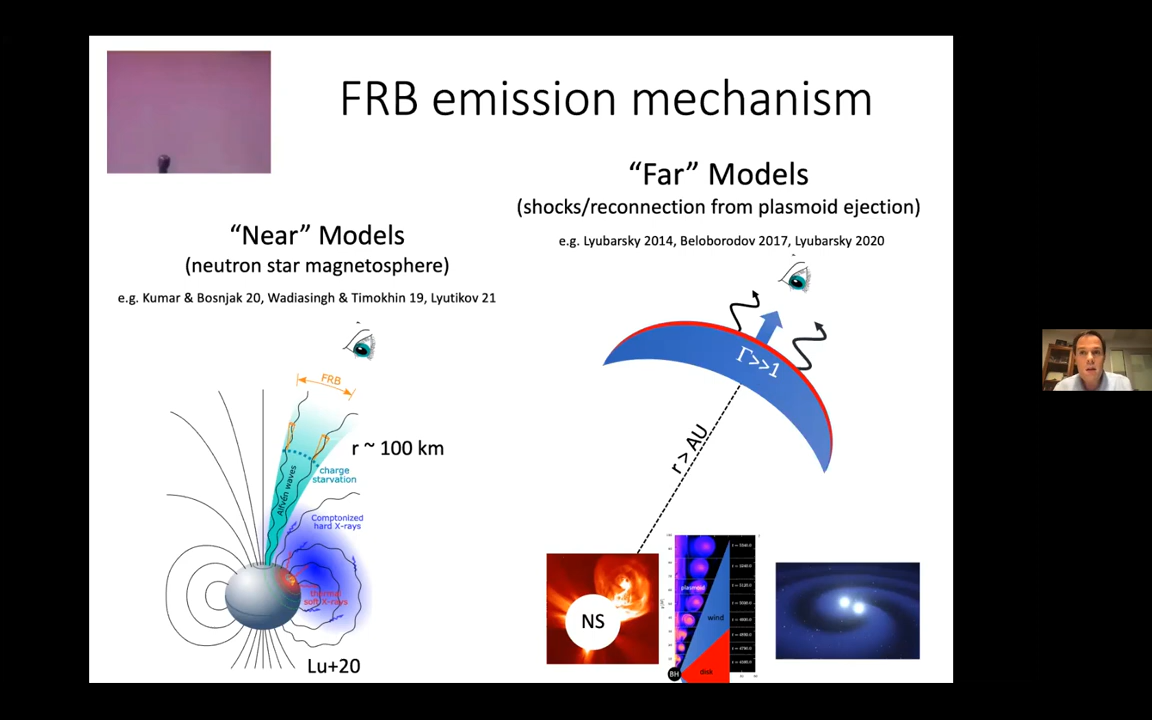 FRB emission mechanism
“Near” Models
(neutron star magnetosphere)
e.g. Kumar & Bosnjak 20, Wadiasingh & Timokhin 19, Lyutikov 21
FRB
r ~ 100 km
charge
starvation
Alfvén waves
Comptonized
hard X-rays
thermal
soft X-rays
Lu+20
“Far” Models
(shocks/reconnection from plasmoid ejection)
e.g. Lyubarsky 2014, Beloborodov 2017, Lyubarsky 2020
Γ>>1
r > AU
NS
plasmoid
wind
disk
BH